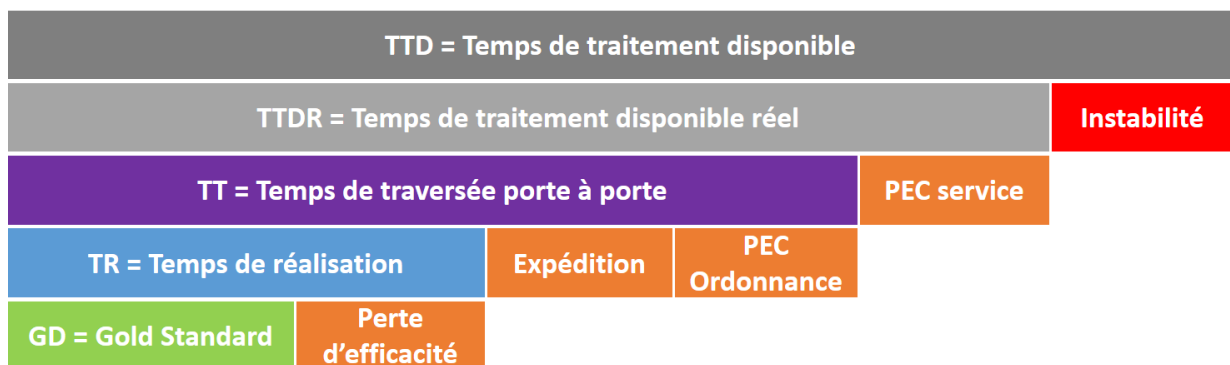 TTD = Temps de traitement disponible
TTDR = Temps de traitement disponible réel
Instabilité
TT = Temps de traversée porte à porte
PEC service
TR = Temps de réalisation
Expédition
PEC
Ordonnance
GD = Gold Standard
Perte
d'efficacité